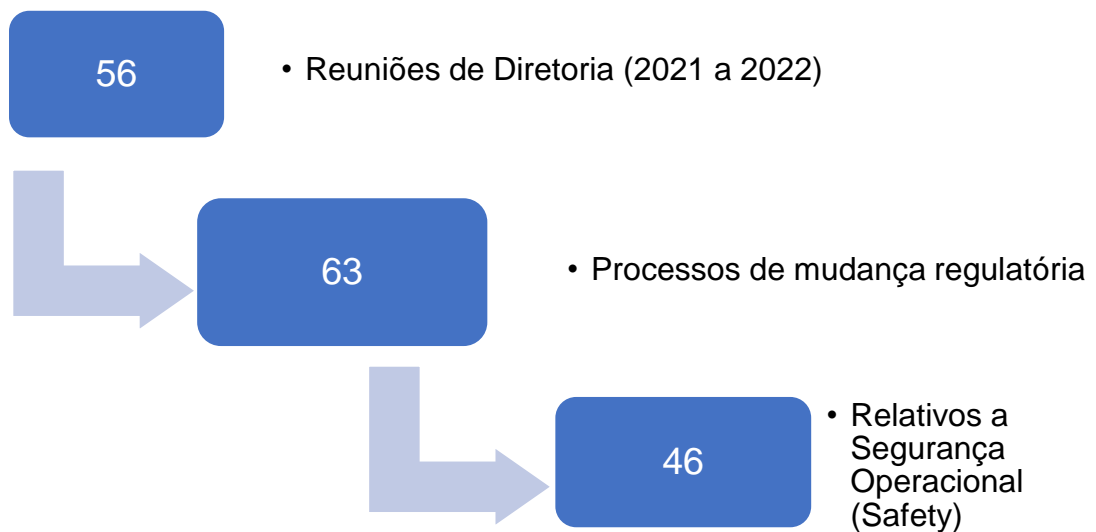 56
• Reuniões de Diretoria (2021 a 2022)
63
• Processos de mudança regulatória
46
• Relativos a
Segurança
Operacional
(Safety)